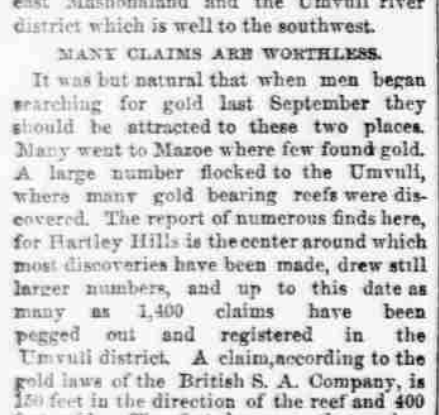 east Mashonaland and the Umvuli river
district which is well to the southwest.
MANY CLAIMS ARE WORTHLESS.
It was but natural that when men began
searching for gold last September they
should be attracted to these two places.
Many went to Mazoe where few found gold.
A large number flocked to the Umvuli,
where many gold bearing reefs were dis-
covered. The report of numerous finds here,
for Hartley Hills is the center around which
most discoveries have been made, drew still
larger numbers, and up to this date as
many as 1,400 claims have been
pegged out and registered in the
Umvuli district. A claim,according to the
gold laws of the British S. A. Company, is
150 feet in the direction of the reef and 400